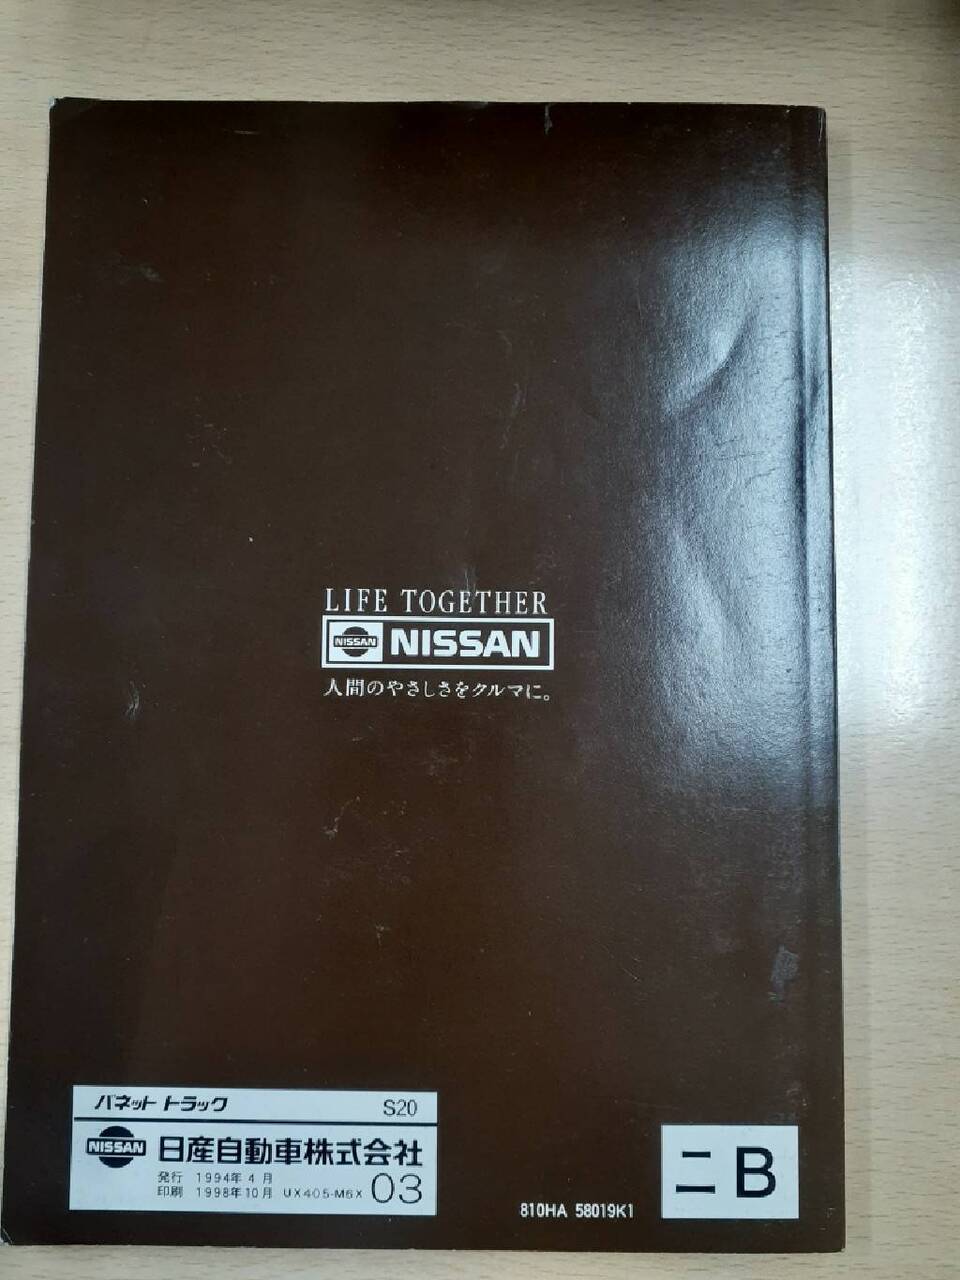 LIFE TOGETHER
NISSAN NISSAN
人間のやさしさをクルマに。
バネット トラック S20
NISSAN 日産自動車株式会社
発行 1994年 4 月
印刷 1998年10月 UX405-M6X 03
810HA 58019K1
ニ B